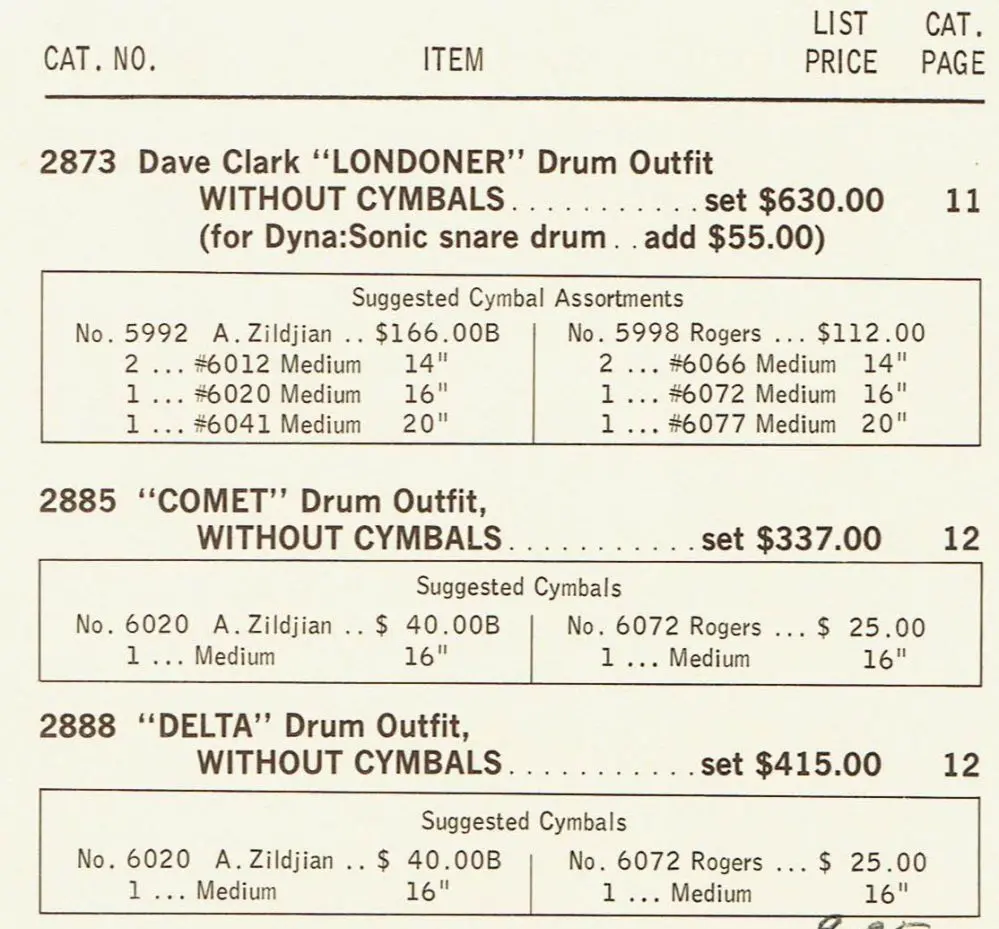 CAT. NO. ITEM LIST PRICE CAT. PAGE
2873 Dave Clark "LONDONER" Drum Outfit
WITHOUT CYMBALS........... set $630.00 11
(for Dyna:Sonic snare drum.. add $55.00)
Suggested Cymbal Assortments
No. 5992 A. Zildjian .. $166.00B No. 5998 Rogers ... $112.00
2 ... #6012 Medium 14" 2 ... #6066 Medium 14"
1 ... #6020 Medium 16" 1 ... #6072 Medium 16"
1 ... #6041 Medium 20" 1 ... #6077 Medium 20"
2885 "COMET" Drum Outfit,
WITHOUT CYMBALS........... set $337.00 12
Suggested Cymbals
No. 6020 A. Zildjian .. $ 40.00B No. 6072 Rogers ... $ 25.00
1 ... Medium 16" 1 ... Medium 16"
2888 "DELTA" Drum Outfit,
WITHOUT CYMBALS........... set $415.00 12
Suggested Cymbals
No. 6020 A. Zildjian .. $ 40.00B No. 6072 Rogers ... $ 25.00
1 ... Medium 16" 1 ... Medium 16"